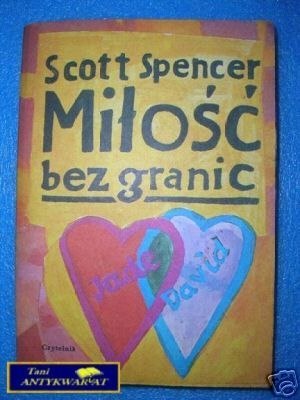 Scott Spencer
Miłość
bez granic
Jade
David
Czytelnik
Tani
ANTYKWARIAT